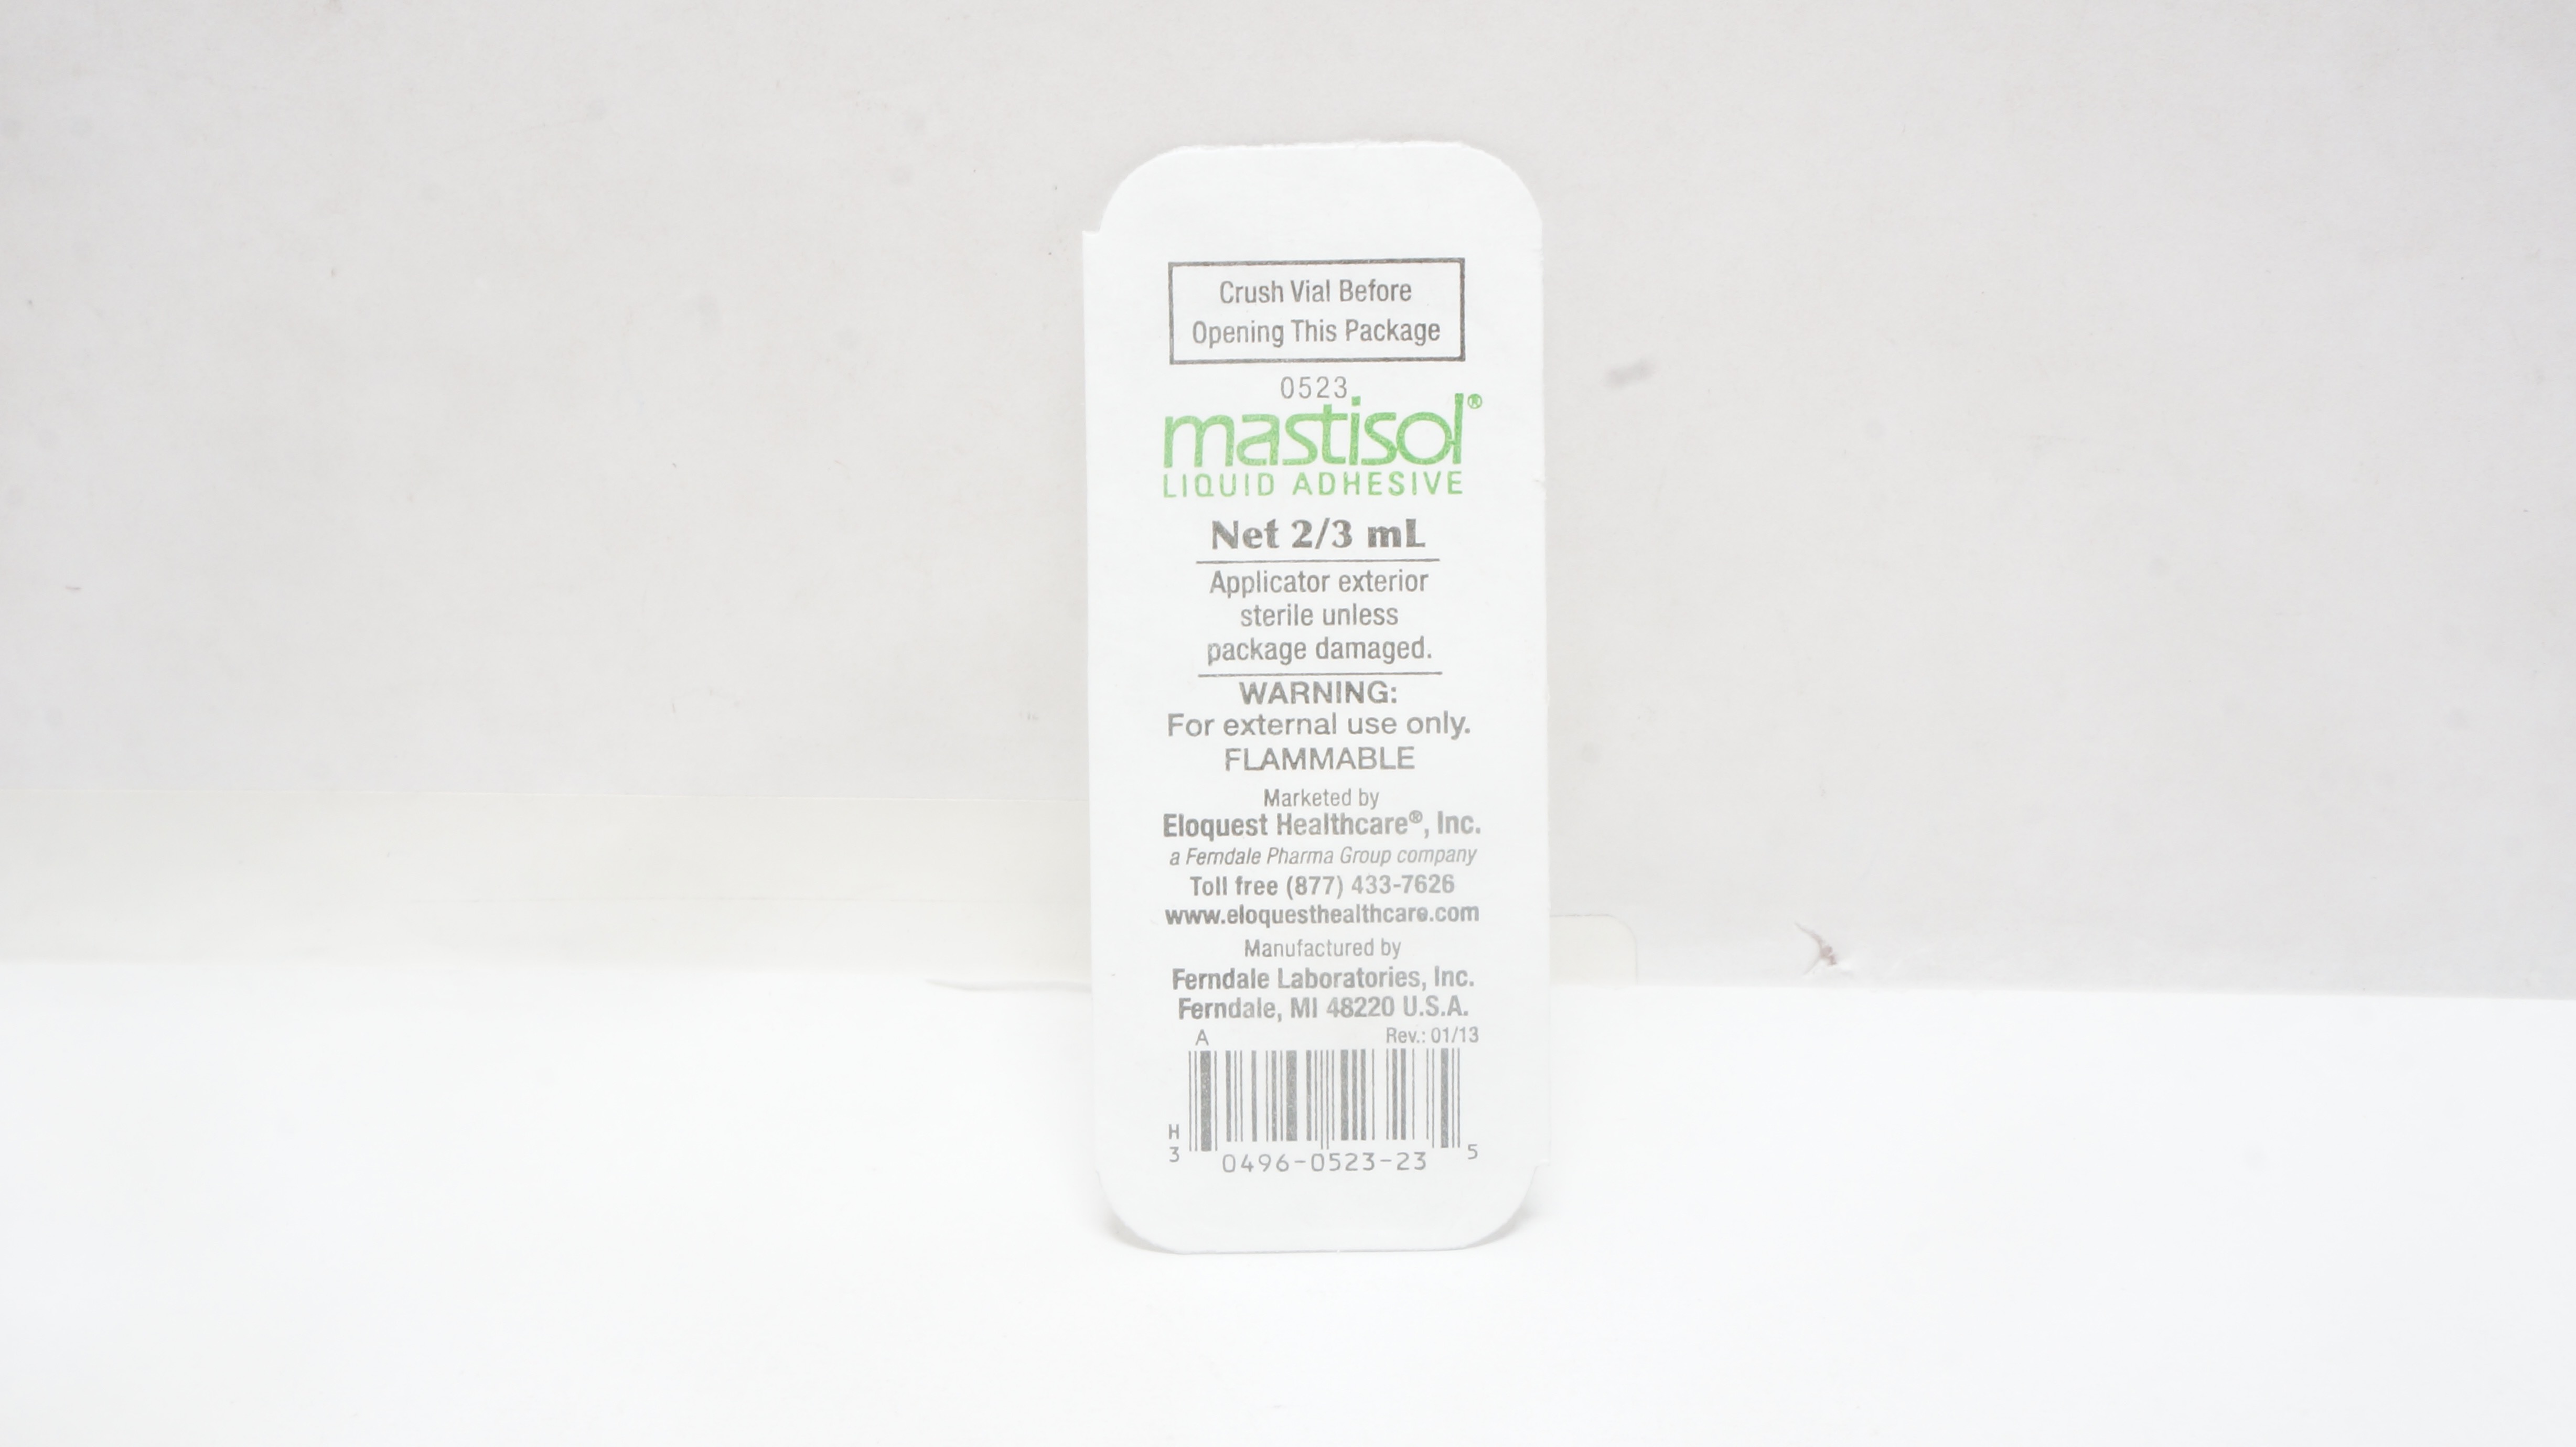 Crush Vial Before
Opening This Package
0523
mastisol®
LIQUID ADHESIVE
Net 2/3 mL
Applicator exterior
sterile unless
package damaged.
WARNING:
For external use only.
FLAMMABLE
Marketed by
Eloquest Healthcare®, Inc.
a Ferndale Pharma Group company
Toll free (877) 433-7626
www.eloquesthealthcare.com
Manufactured by
Ferndale Laboratories, Inc.
Ferndale, MI 48220 U.S.A.
A Rev.: 01/13
H
3 0496-0523-23 5